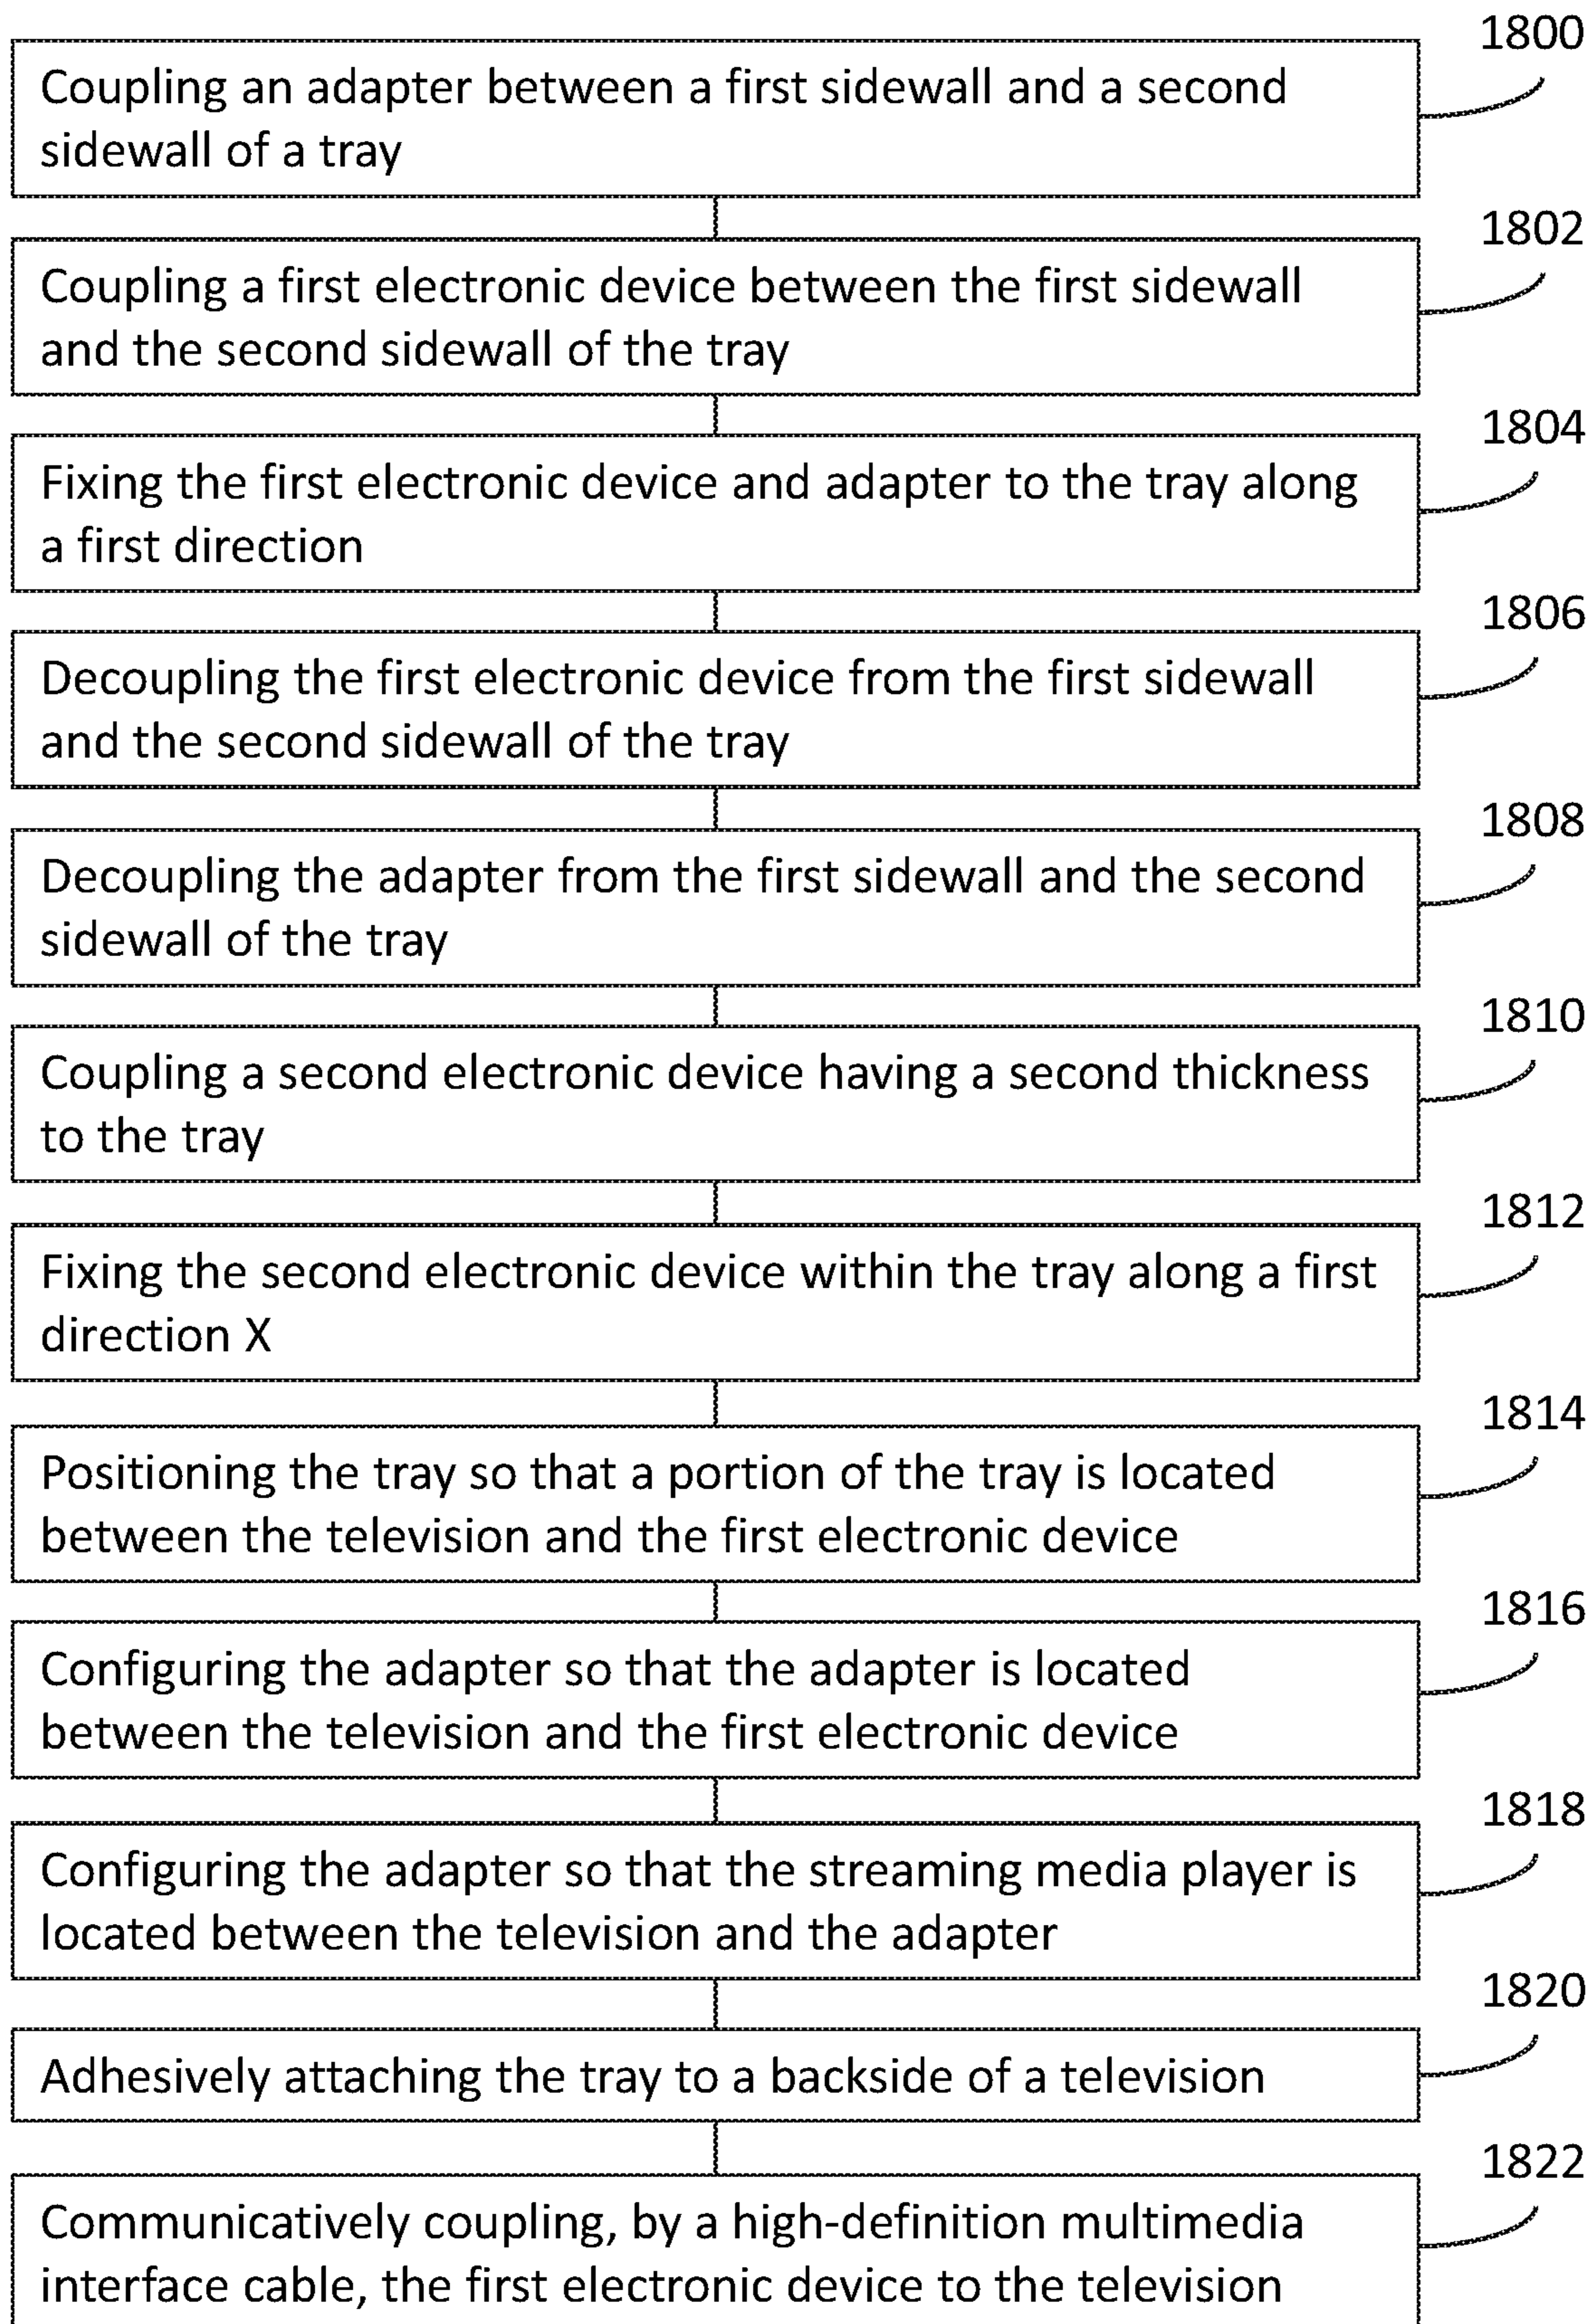 1800
Coupling an adapter between a first sidewall and a second
sidewall of a tray
1802
Coupling a first electronic device between the first sidewall
and the second sidewall of the tray
1804
Fixing the first electronic device and adapter to the tray along
a first direction
1806
Decoupling the first electronic device from the first sidewall
and the second sidewall of the tray
1808
Decoupling the adapter from the first sidewall and the second
sidewall of the tray
1810
Coupling a second electronic device having a second thickness
to the tray
1812
Fixing the second electronic device within the tray along a first
direction X
1814
Positioning the tray so that a portion of the tray is located
between the television and the first electronic device
1816
Configuring the adapter so that the adapter is located
between the television and the first electronic device
1818
Configuring the adapter so that the streaming media player is
located between the television and the adapter
1820
Adhesively attaching the tray to a backside of a television
1822
Communicatively coupling, by a high-definition multimedia
interface cable, the first electronic device to the television